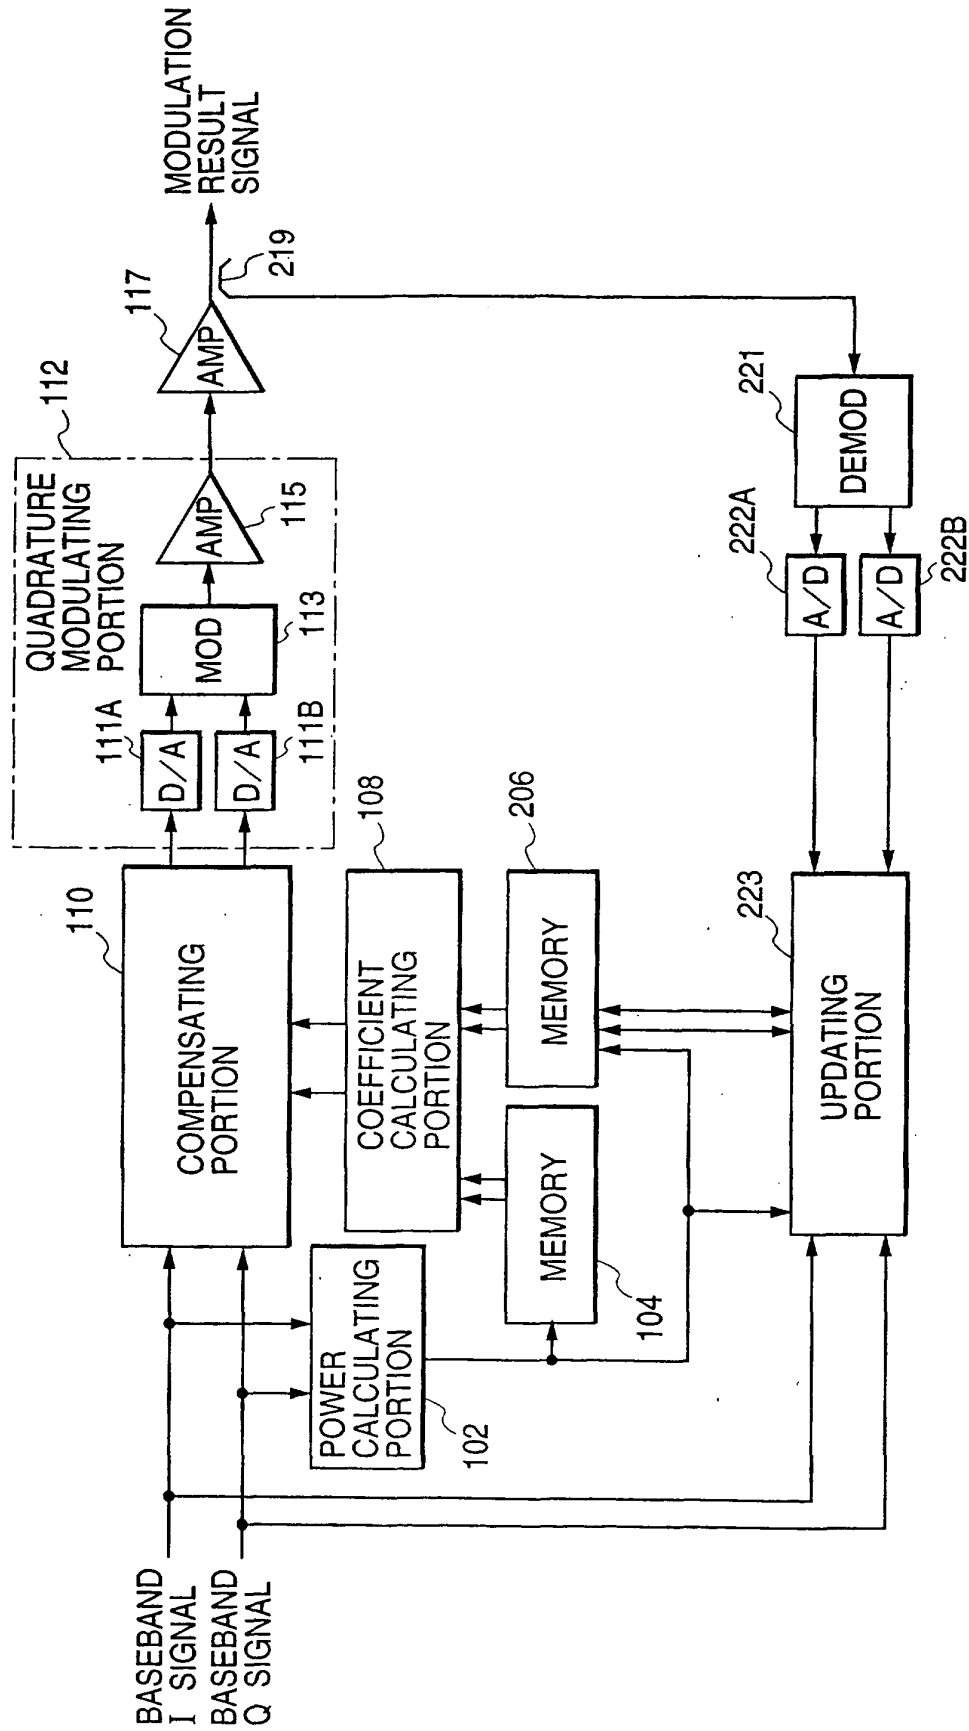 BASEBAND
I SIGNAL
BASEBAND
Q SIGNAL
POWER
CALCULATING
PORTION
102
110
COMPENSATING
PORTION
108
COEFFICIENT
CALCULATING
PORTION
MEMORY
104
206
MEMORY
223
UPDATING
PORTION
QUADRATURE
MODULATING
PORTION
112
111A
D/A
D/A
111B
MOD
113
AMP
115
117
AMP
MODULATION
RESULT
SIGNAL
219
221
DEMOD
222A
A/D
A/D
222B